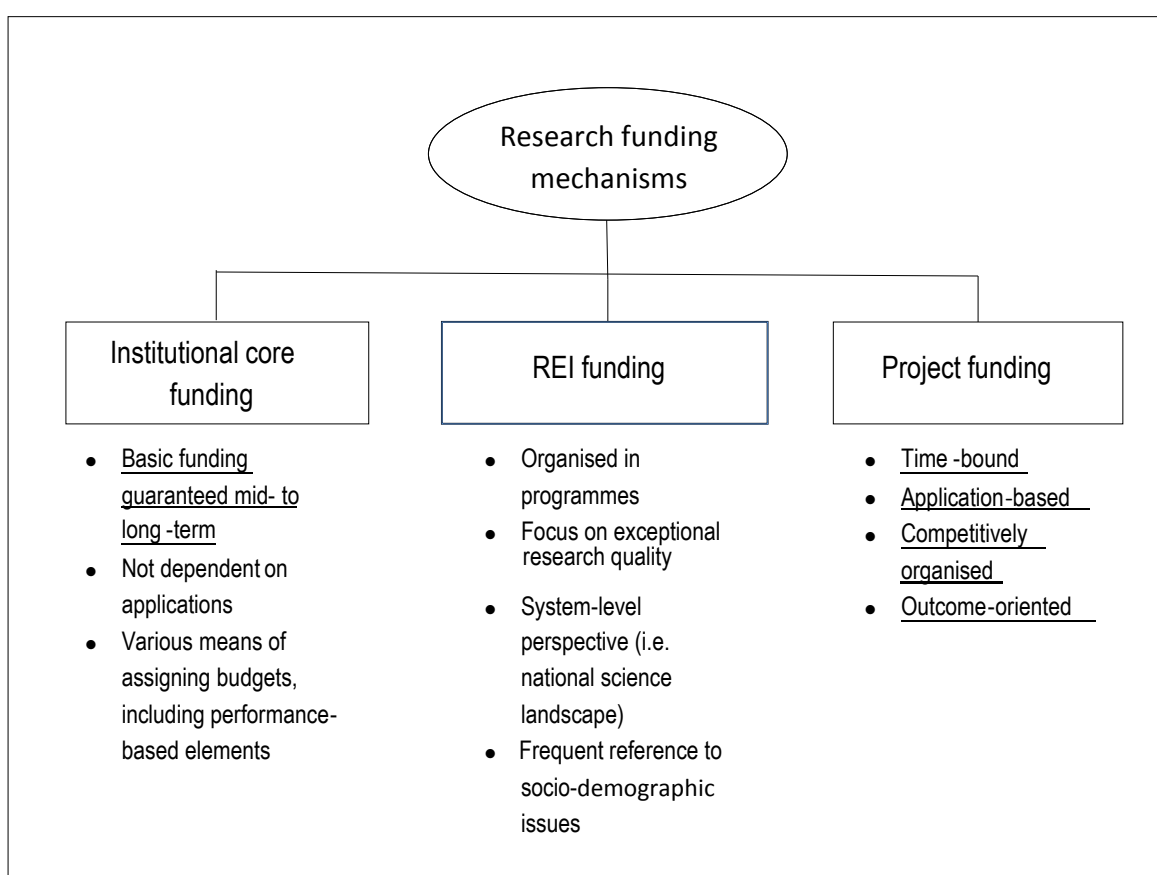 Research funding
mechanisms
Institutional core
funding
● Basic funding
guaranteed mid- to
long -term
● Not dependent on
applications
● Various means of
assigning budgets,
including performance-
based elements
REI funding
● Organised in
programmes
● Focus on exceptional
research quality
● System-level
perspective (i.e.
national science
landscape)
● Frequent reference to
socio-demographic
issues
Project funding
● Time -bound
● Application-based
● Competitively
organised
● Outcome-oriented